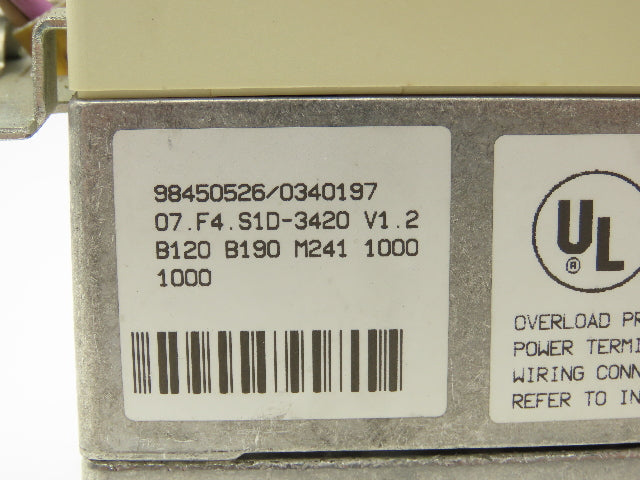 98450526/0340197
07.F4.S1D-3420 V1.2
B120 B190 M241 1000
1000
UL
®
OVERLOAD PR
POWER TERMI
WIRING CONN
REFER TO IN